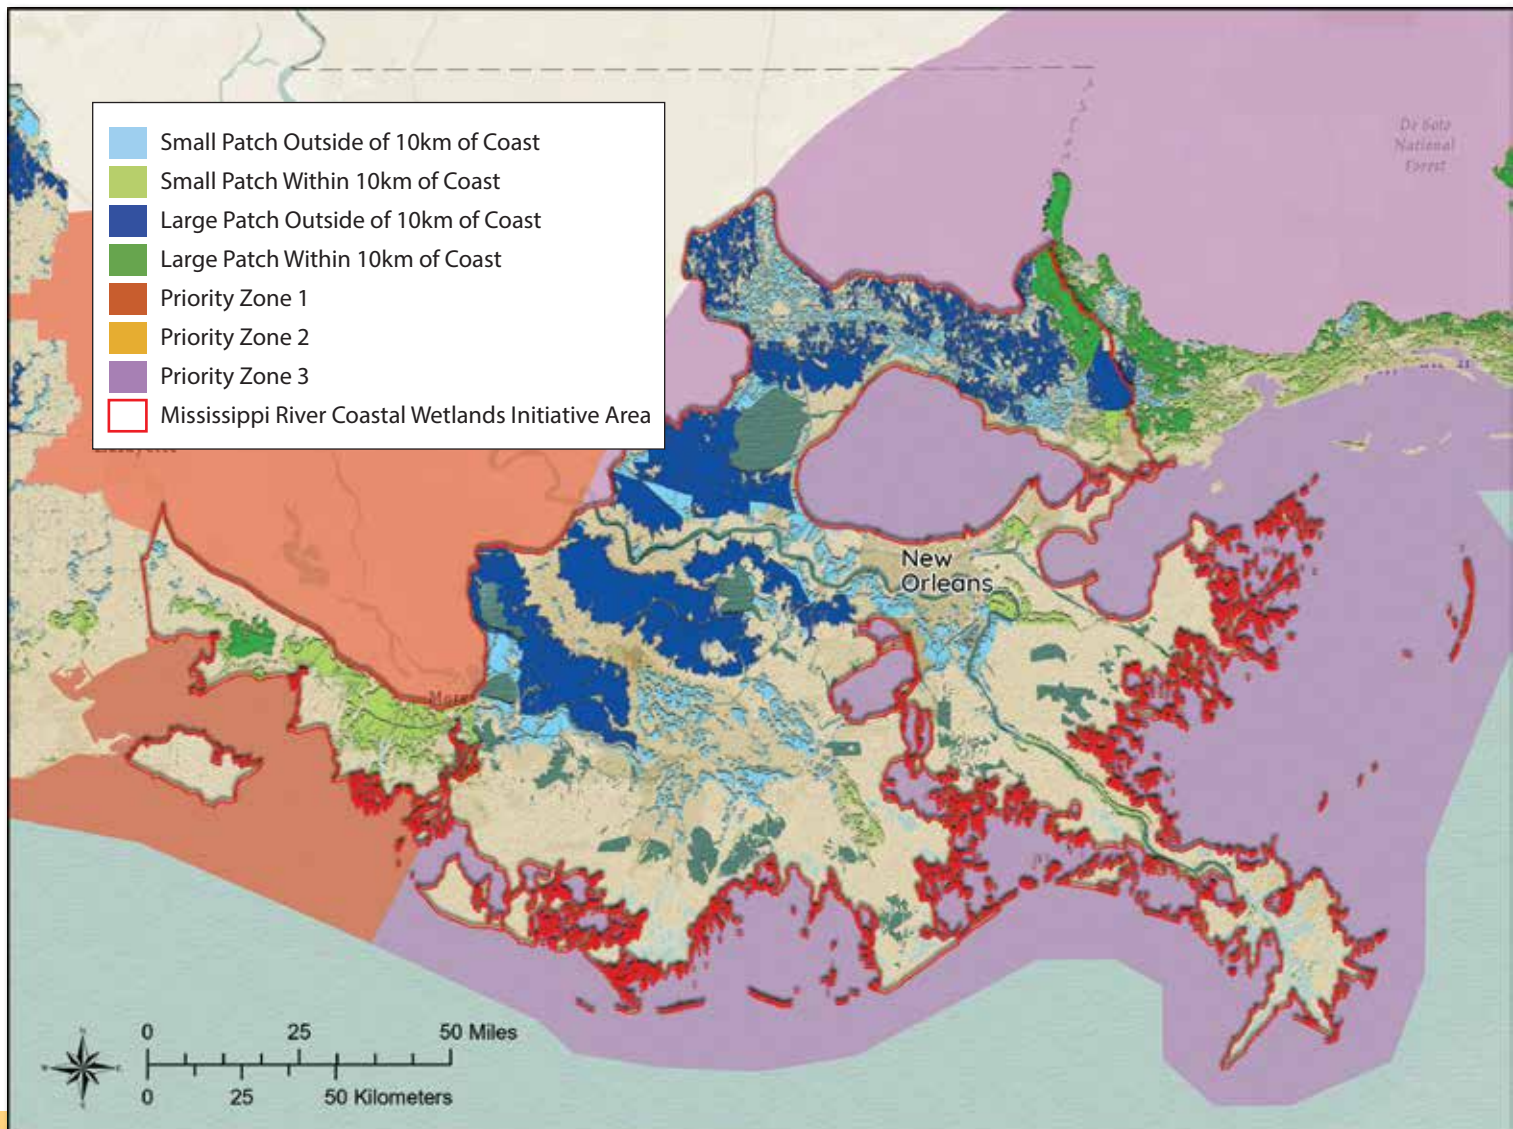 Small Patch Outside of 10km of Coast
Small Patch Within 10km of Coast
Large Patch Outside of 10km of Coast
Large Patch Within 10km of Coast
Priority Zone 1
Priority Zone 2
Priority Zone 3
Mississippi River Coastal Wetlands Initiative Area
De Soto
National
Forest
New
Orleans
0 25 50 Miles
0 25 50 Kilometers